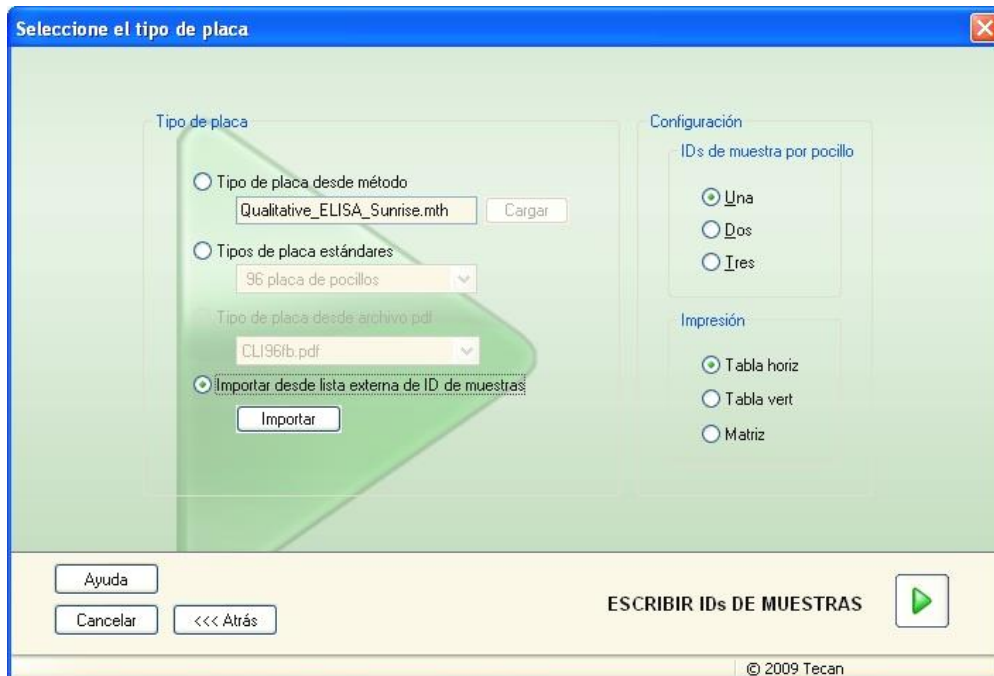 Seleccione el tipo de placa
Tipo de placa
Tipo de placa desde método
Qualitative_ELISA_Sunrise.mth
Cargar
Tipos de placa estándares
96 placa de pocillos
Tipo de placa desde archivo pdf
CLI96fb.pdf
Importar desde lista externa de ID de muestras
Importar
Configuración
IDs de muestra por pocillo
Una
Dos
Tres
Impresión
Tabla horiz
Tabla vert
Matriz
Ayuda
Cancelar
<<< Atrás
ESCRIBIR IDs DE MUESTRAS
© 2009 Tecan